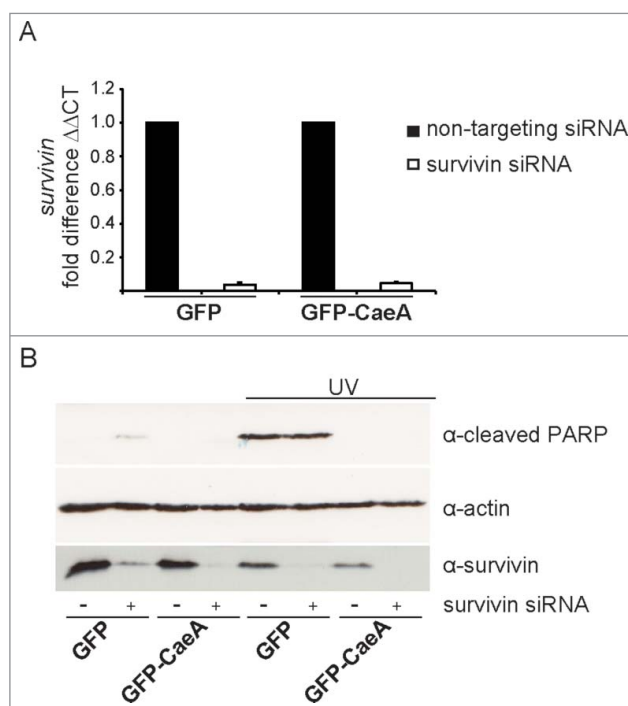 A
survivin
fold difference ΔΔCT
1.2
1.0
0.8
0.6
0.4
0.2
non-targeting siRNA
survivin siRNA
GFP
GFP-CaeA
B
UV
α-cleaved PARP
α-actin
α-survivin
- + - + - + - + survivin siRNA
GFP
GFP-CaeA
GFP
GFP-CaeA